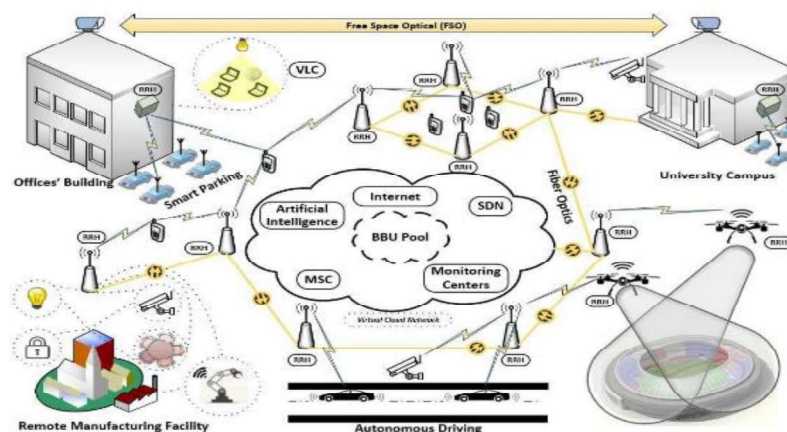 Free Space Optical (FSO)
RRH
VLC
RRH
RRH
RRH
RRH
RRH
Offices' Building
Smart Parking
University Campus
Fiber Optics
Internet
Artificial
Intelligence
SDN
BBU Pool
MSC
Monitoring
Centers
RRH
RRH
RRH
RRH
RRH
Virtual Cloud Network
RRH
RRH
Remote Manufacturing Facility
Autonomous Driving